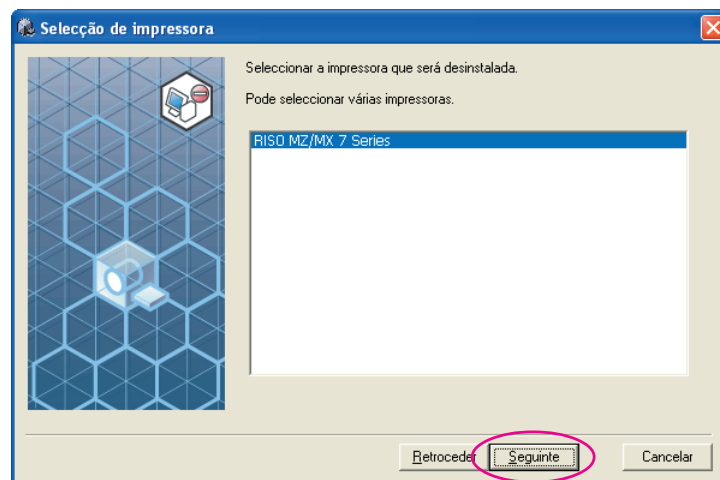 Selecção de impressora
Seleccionar a impressora que será desinstalada.
Pode seleccionar várias impressoras.
RISO MZ/MX 7 Series
Retroceder Seguinte Cancelar